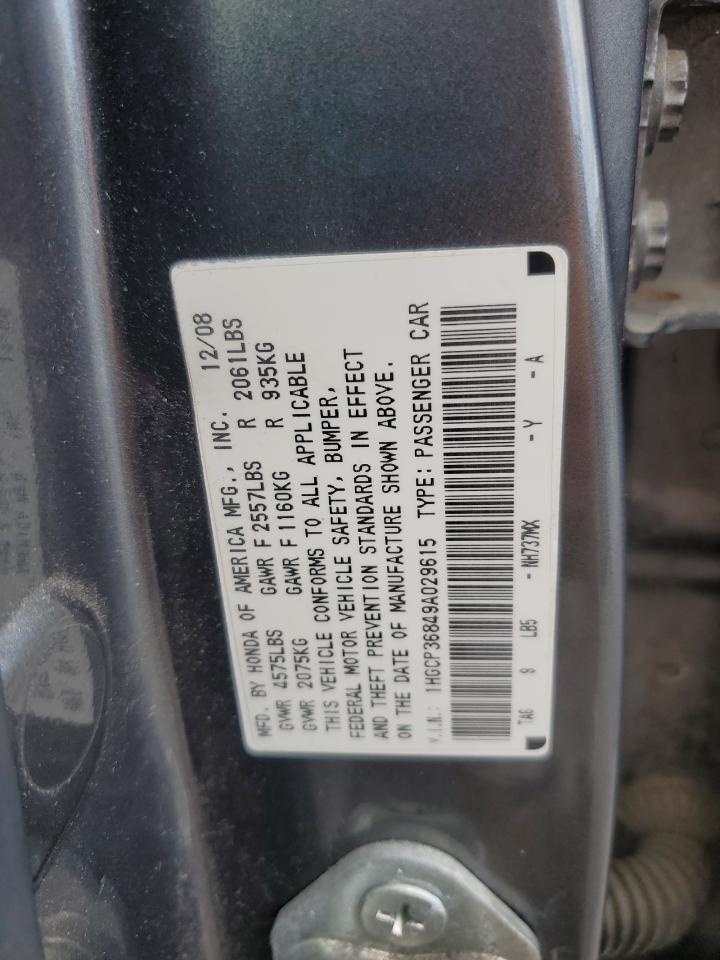 MFD. BY HONDA OF AMERICA MFG., INC. 12/08
GVWR 4575LBS GAWR F 2557LBS R 2061LBS
GVWR 2075KG GAWR F 1160KG R 935KG
THIS VEHICLE CONFORMS TO ALL APPLICABLE
FEDERAL MOTOR VEHICLE SAFETY, BUMPER,
AND THEFT PREVENTION STANDARDS IN EFFECT
ON THE DATE OF MANUFACTURE SHOWN ABOVE.
V.I.N.: 1HGCP36849A029615 TYPE: PASSENGER CAR
TAG 9 LB5 - NH737MX - Y - A